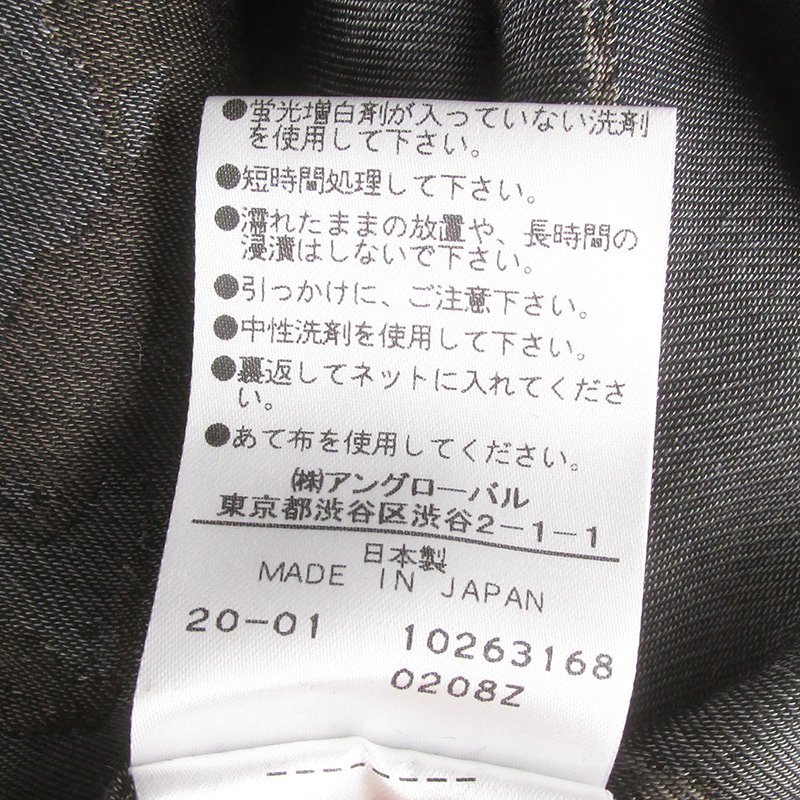 ●蛍光増白剤が入っていない洗剤
を使用して下さい。
●短時間処理して下さい。
●濡れたままの放置や、長時間の
浸漬はしないで下さい。
●引っかけに、ご注意下さい。
●中性洗剤を使用して下さい。
●裏返してネットに入れてくださ
い。
●あて布を使用してください。
㈱アングローバル
東京都渋谷区渋谷2-1-1
日本製
MADE IN JAPAN
20-01 10263168
0208Z